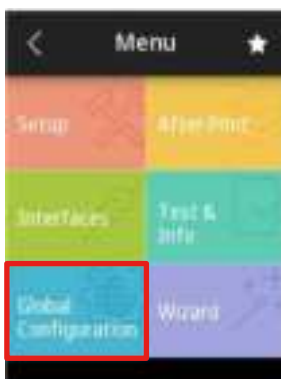 Menu
Setup
After Print
Interfaces
Test &
Info
Global
Configuration
Wizard